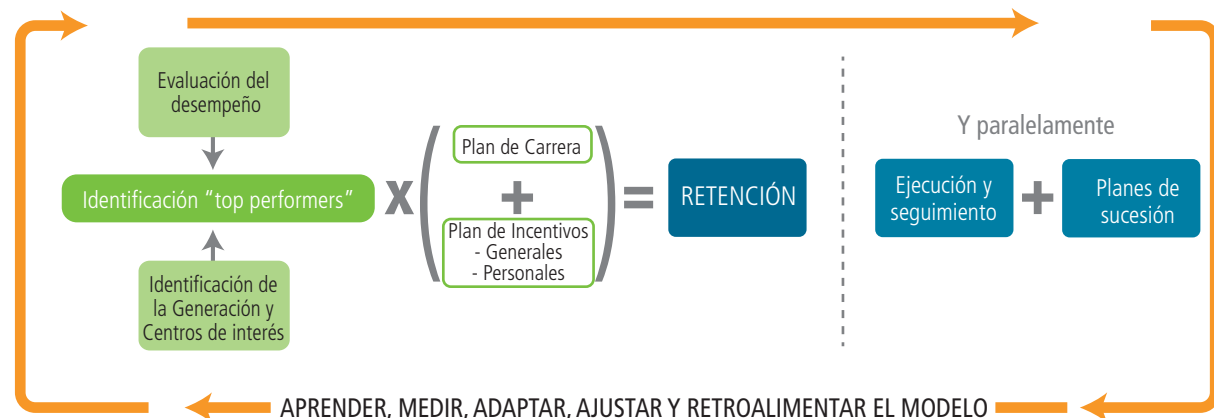 Evaluación del
desempeño
Identificación “top performers”
Identificación de
la Generación y
Centros de interés
x
(
Plan de Carrera
+
Plan de Incentivos
- Generales
- Personales
)
=
RETENCIÓN
Y paralelamente
Ejecución y
seguimiento
+
Planes de
sucesión
APRENDER, MEDIR, ADAPTAR, AJUSTAR Y RETROALIMENTAR EL MODELO